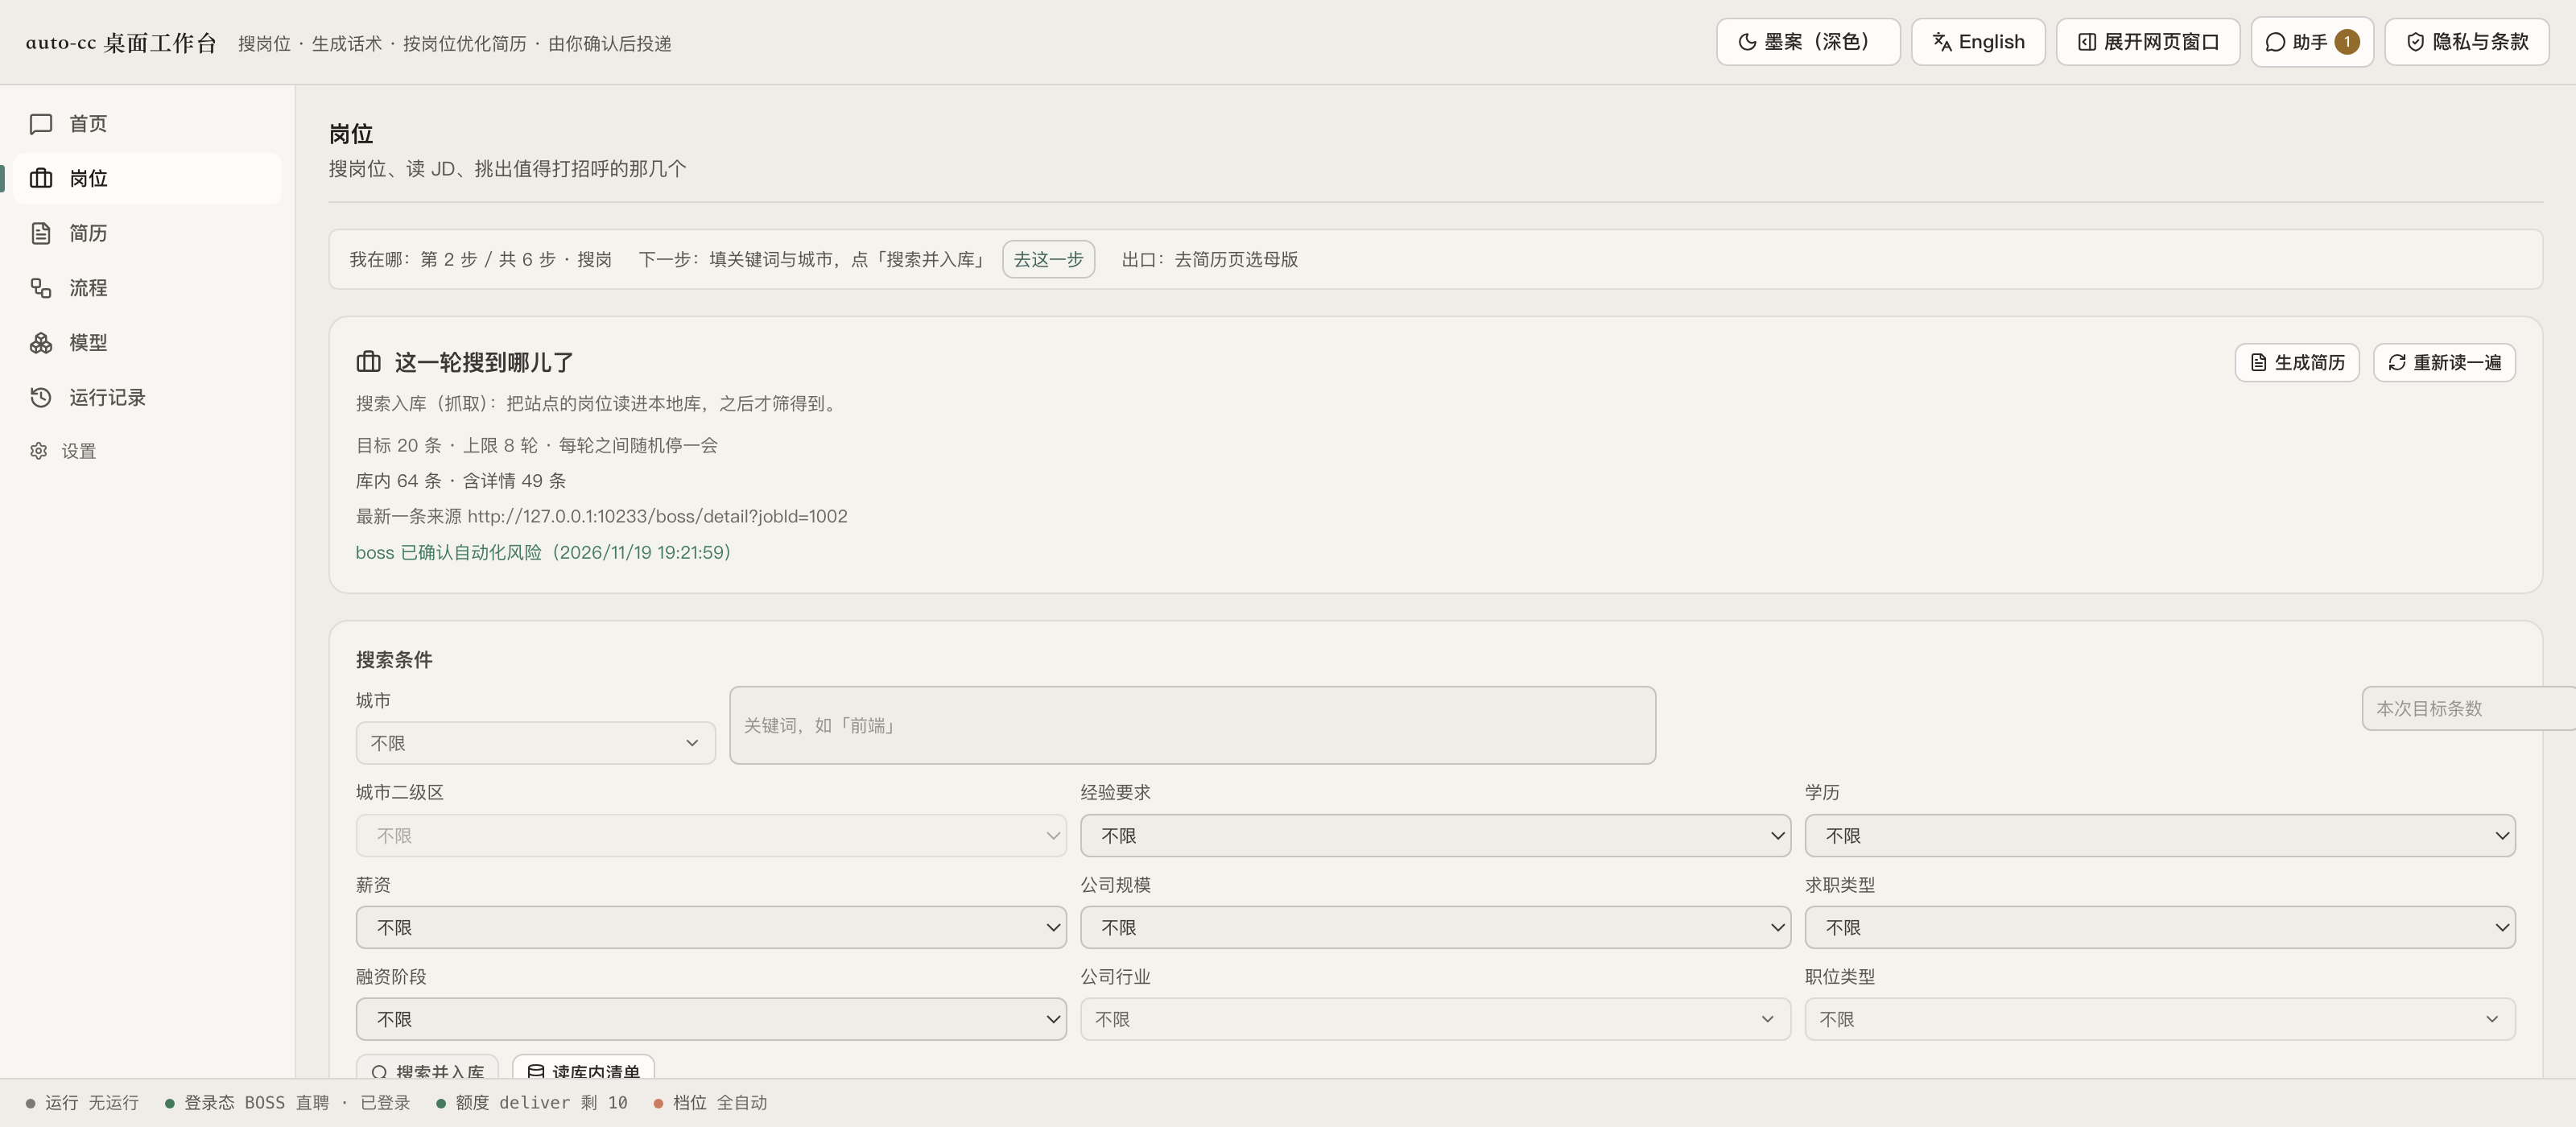 auto-cc 桌面工作台 搜岗位 · 生成话术 · 按岗位优化简历 · 由你确认后投递 墨案（深色） English 展开网页窗口 助手 1 隐私与条款
首页
岗位
简历
流程
模型
运行记录
设置
岗位
搜岗位、读 JD、挑出值得打招呼的那几个
我在哪：第 2 步 / 共 6 步 · 搜岗 下一步：填关键词与城市，点「搜索并入库」 去这一步 出口：去简历页选母版
这一轮搜到哪儿了 生成简历 重新读一遍
搜索入库（抓取）：把站点的岗位读进本地库，之后才筛得到。
目标 20 条 · 上限 8 轮 · 每轮之间随机停一会
库内 64 条 · 含详情 49 条
最新一条来源 http://127.0.0.1:10233/boss/detail?jobId=1002
boss 已确认自动化风险（2026/11/19 19:21:59）
搜索条件
城市
不限 关键词，如「前端」 本次目标条数
城市二级区 经验要求 学历
不限 不限 不限
薪资 公司规模 求职类型
不限 不限 不限
融资阶段 公司行业 职位类型
不限 不限 不限
搜索并入库 读库内清单
运行 无运行 登录态 BOSS 直聘 · 已登录 额度 deliver 剩 10 档位 全自动